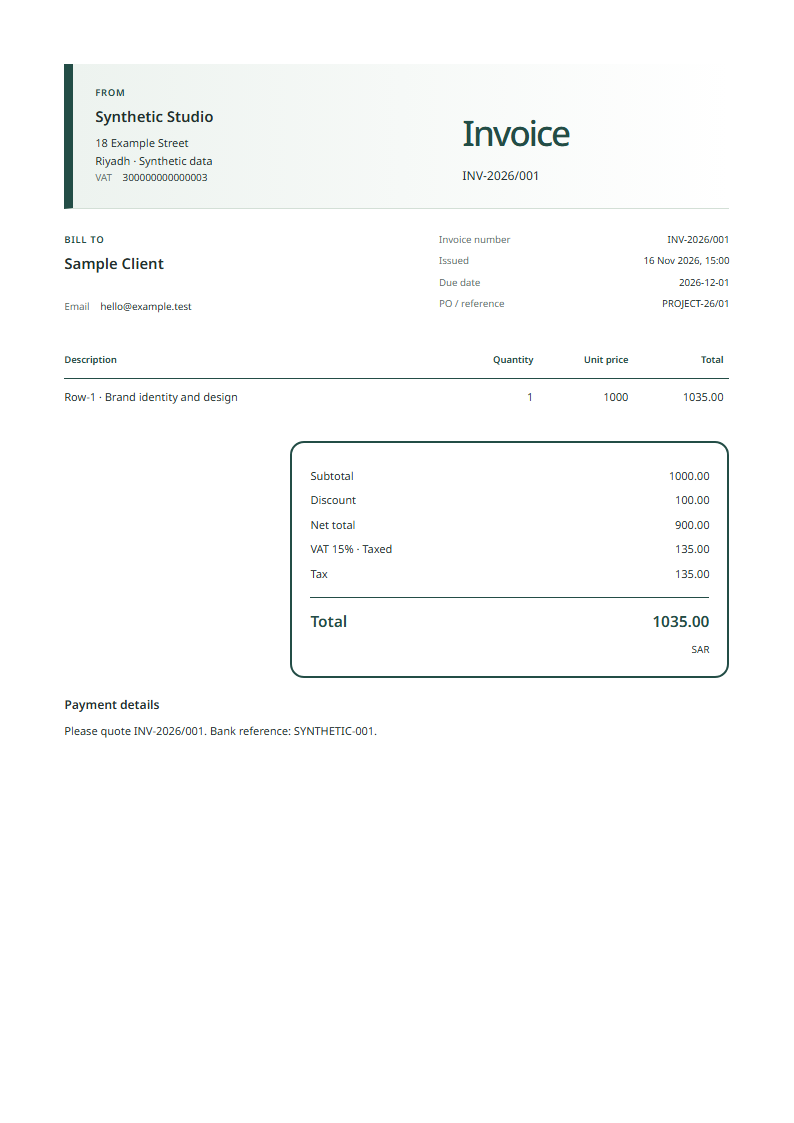 FROM
Synthetic Studio
18 Example Street
Riyadh · Synthetic data
VAT 300000000000003
Invoice
INV-2026/001
BILL TO
Sample Client
Email hello@example.test
Invoice number INV-2026/001
Issued 16 Nov 2026, 15:00
Due date 2026-12-01
PO / reference PROJECT-26/01
Description Quantity Unit price Total
Row-1 · Brand identity and design 1 1000 1035.00
Subtotal 1000.00
Discount 100.00
Net total 900.00
VAT 15% · Taxed 135.00
Tax 135.00
Total 1035.00
SAR
Payment details
Please quote INV-2026/001. Bank reference: SYNTHETIC-001.